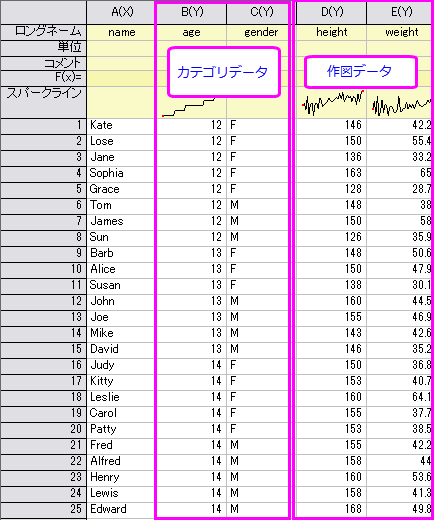 A(X) B(Y) C(Y) D(Y) E(Y)
ロングネーム name age gender height weight
単位
コメント
F(x)=
スパークライン
カテゴリデータ 作図データ
1 Kate 12 F 146 42.2
2 Lose 12 F 150 55.4
3 Jane 12 F 136 33.2
4 Sophia 12 F 163 65
5 Grace 12 F 128 28.7
6 Tom 12 M 148 38
7 James 12 M 150 58
8 Sun 12 M 126 35.9
9 Barb 13 F 148 50.6
10 Alice 13 F 150 47.9
11 Susan 13 F 138 30.1
12 John 13 M 160 44.5
13 Joe 13 M 155 46.9
14 Mike 13 M 143 42.6
15 David 13 M 146 35.2
16 Judy 14 F 150 36.8
17 Kitty 14 F 153 40.7
18 Leslie 14 F 160 64.1
19 Carol 14 F 155 37.7
20 Patty 14 F 153 38.5
21 Fred 14 M 155 42.2
22 Alfred 14 M 158 44
23 Henry 14 M 160 53.6
24 Lewis 14 M 158 41.3
25 Edward 14 M 168 49.8